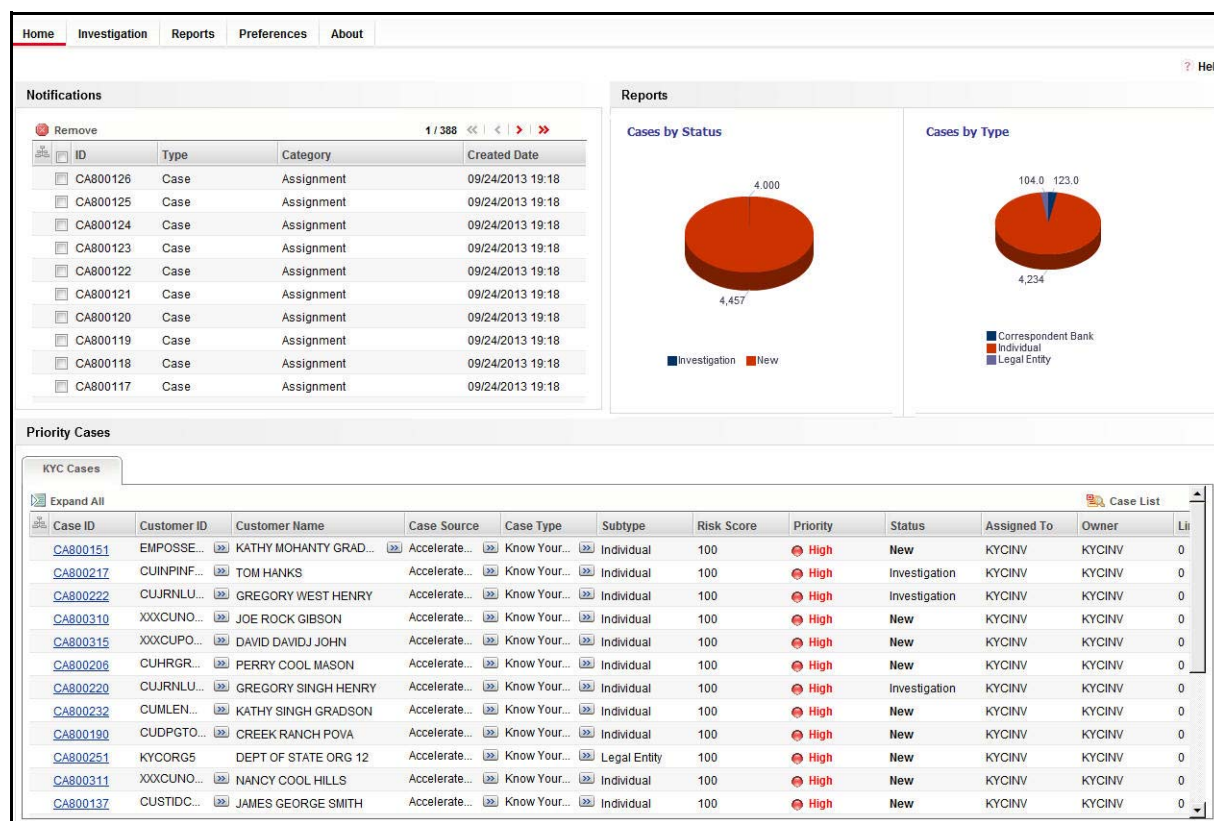 Home Investigation Reports Preferences About
? Hel
Notifications
Remove 1 / 388
ID Type Category Created Date
CA800126 Case Assignment 09/24/2013 19:18
CA800125 Case Assignment 09/24/2013 19:18
CA800124 Case Assignment 09/24/2013 19:18
CA800123 Case Assignment 09/24/2013 19:18
CA800122 Case Assignment 09/24/2013 19:18
CA800121 Case Assignment 09/24/2013 19:18
CA800120 Case Assignment 09/24/2013 19:18
CA800119 Case Assignment 09/24/2013 19:18
CA800118 Case Assignment 09/24/2013 19:18
CA800117 Case Assignment 09/24/2013 19:18
Reports
Cases by Status
4.000
4,457
Investigation New
Cases by Type
104.0 123.0
4,234
Correspondent Bank
Individual
Legal Entity
Priority Cases
KYC Cases
Expand All Case List
Case ID Customer ID Customer Name Case Source Case Type Subtype Risk Score Priority Status Assigned To Owner Li
CA800151 EMPOSSE... KATHY MOHANTY GRAD... Accelerate... Know Your... Individual 100 High New KYCINV KYCINV 0
CA800217 CUINPINF... TOM HANKS Accelerate... Know Your... Individual 100 High Investigation KYCINV KYCINV 0
CA800222 CUJRNLU... GREGORY WEST HENRY Accelerate... Know Your... Individual 100 High Investigation KYCINV KYCINV 0
CA800310 XXXCUNO... JOE ROCK GIBSON Accelerate... Know Your... Individual 100 High New KYCINV KYCINV 0
CA800315 XXXCUPO... DAVID DAVIDJ JOHN Accelerate... Know Your... Individual 100 High New KYCINV KYCINV 0
CA800206 CUHRGR... PERRY COOL MASON Accelerate... Know Your... Individual 100 High New KYCINV KYCINV 0
CA800220 CUJRNLU... GREGORY SINGH HENRY Accelerate... Know Your... Individual 100 High Investigation KYCINV KYCINV 0
CA800232 CUMLEN... KATHY SINGH GRADSON Accelerate... Know Your... Individual 100 High New KYCINV KYCINV 0
CA800190 CUDPGTO... CREEK RANCH POVA Accelerate... Know Your... Individual 100 High New KYCINV KYCINV 0
CA800251 KYCORG5 DEPT OF STATE ORG 12 Accelerate... Know Your... Legal Entity 100 High New KYCINV KYCINV 0
CA800311 XXXCUNO... NANCY COOL HILLS Accelerate... Know Your... Individual 100 High New KYCINV KYCINV 0
CA800137 CUSTIDC... JAMES GEORGE SMITH Accelerate... Know Your... Individual 100 High New KYCINV KYCINV 0